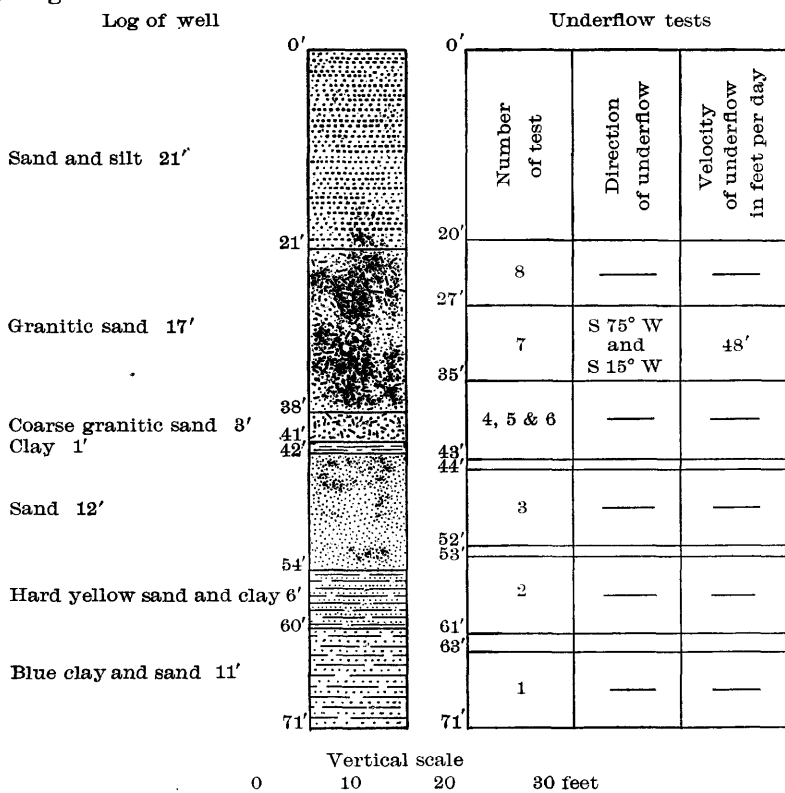 Log of well
Underflow tests
0'
0'
Number of test
Direction of underflow
Velocity of underflow in feet per day
Sand and silt 21'
20'
21'
8
27'
Granitic sand 17'
7
S 75° W
and
S 15° W
48'
35'
38'
Coarse granitic sand 3'
41'
4, 5 & 6
Clay 1'
42'
43'
44'
Sand 12'
3
52'
53'
54'
Hard yellow sand and clay 6'
2
60'
61'
63'
Blue clay and sand 11'
1
71'
71'
Vertical scale
0 10 20 30 feet